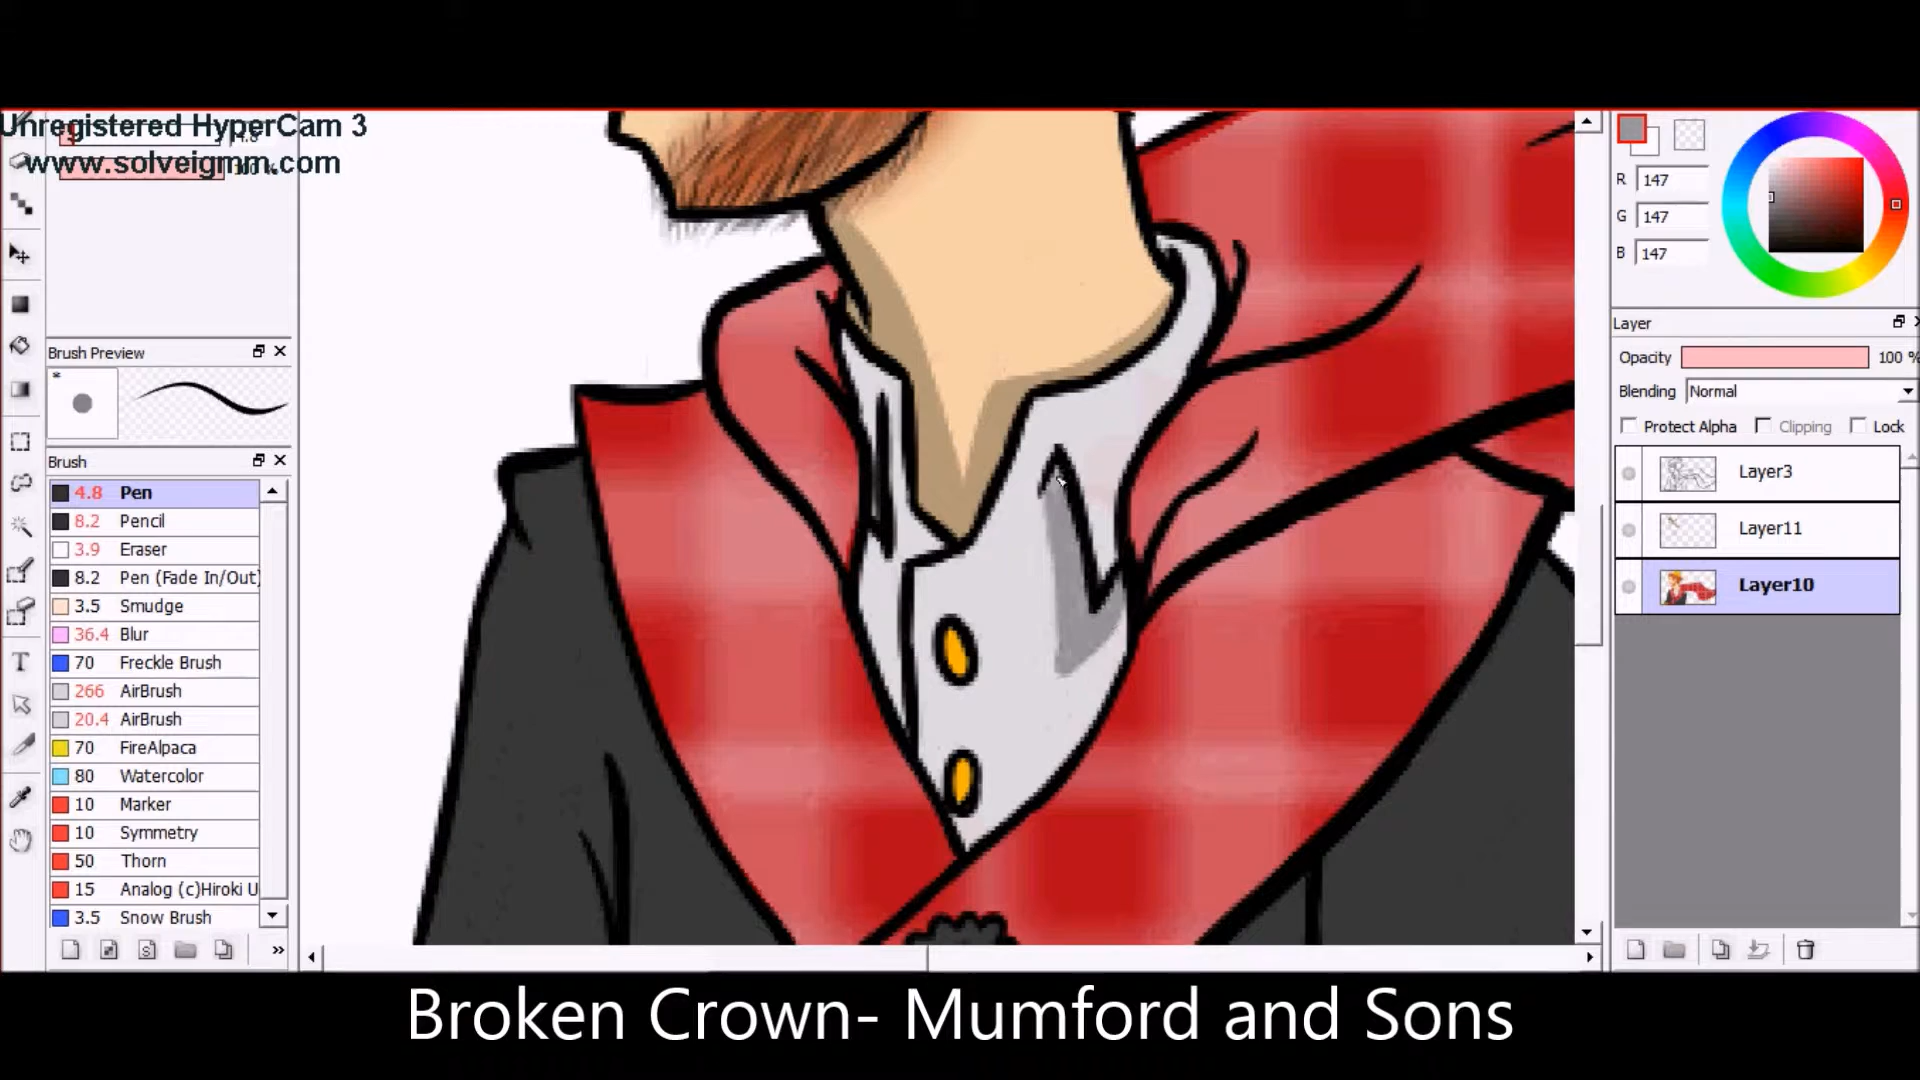 Unregistered HyperCam 3
www.solveigmm.com
4.8
100 %
Brush Preview
*
Brush
4.8 Pen
8.2 Pencil
3.9 Eraser
8.2 Pen (Fade In/Out)
3.5 Smudge
36.4 Blur
70 Freckle Brush
266 AirBrush
20.4 AirBrush
70 FireAlpaca
80 Watercolor
10 Marker
10 Symmetry
50 Thorn
15 Analog (c)Hiroki U
3.5 Snow Brush
R 147
G 147
B 147
Layer
Opacity 100 %
Blending Normal
Protect Alpha Clipping Lock
Layer3
Layer11
Layer10
Broken Crown- Mumford and Sons